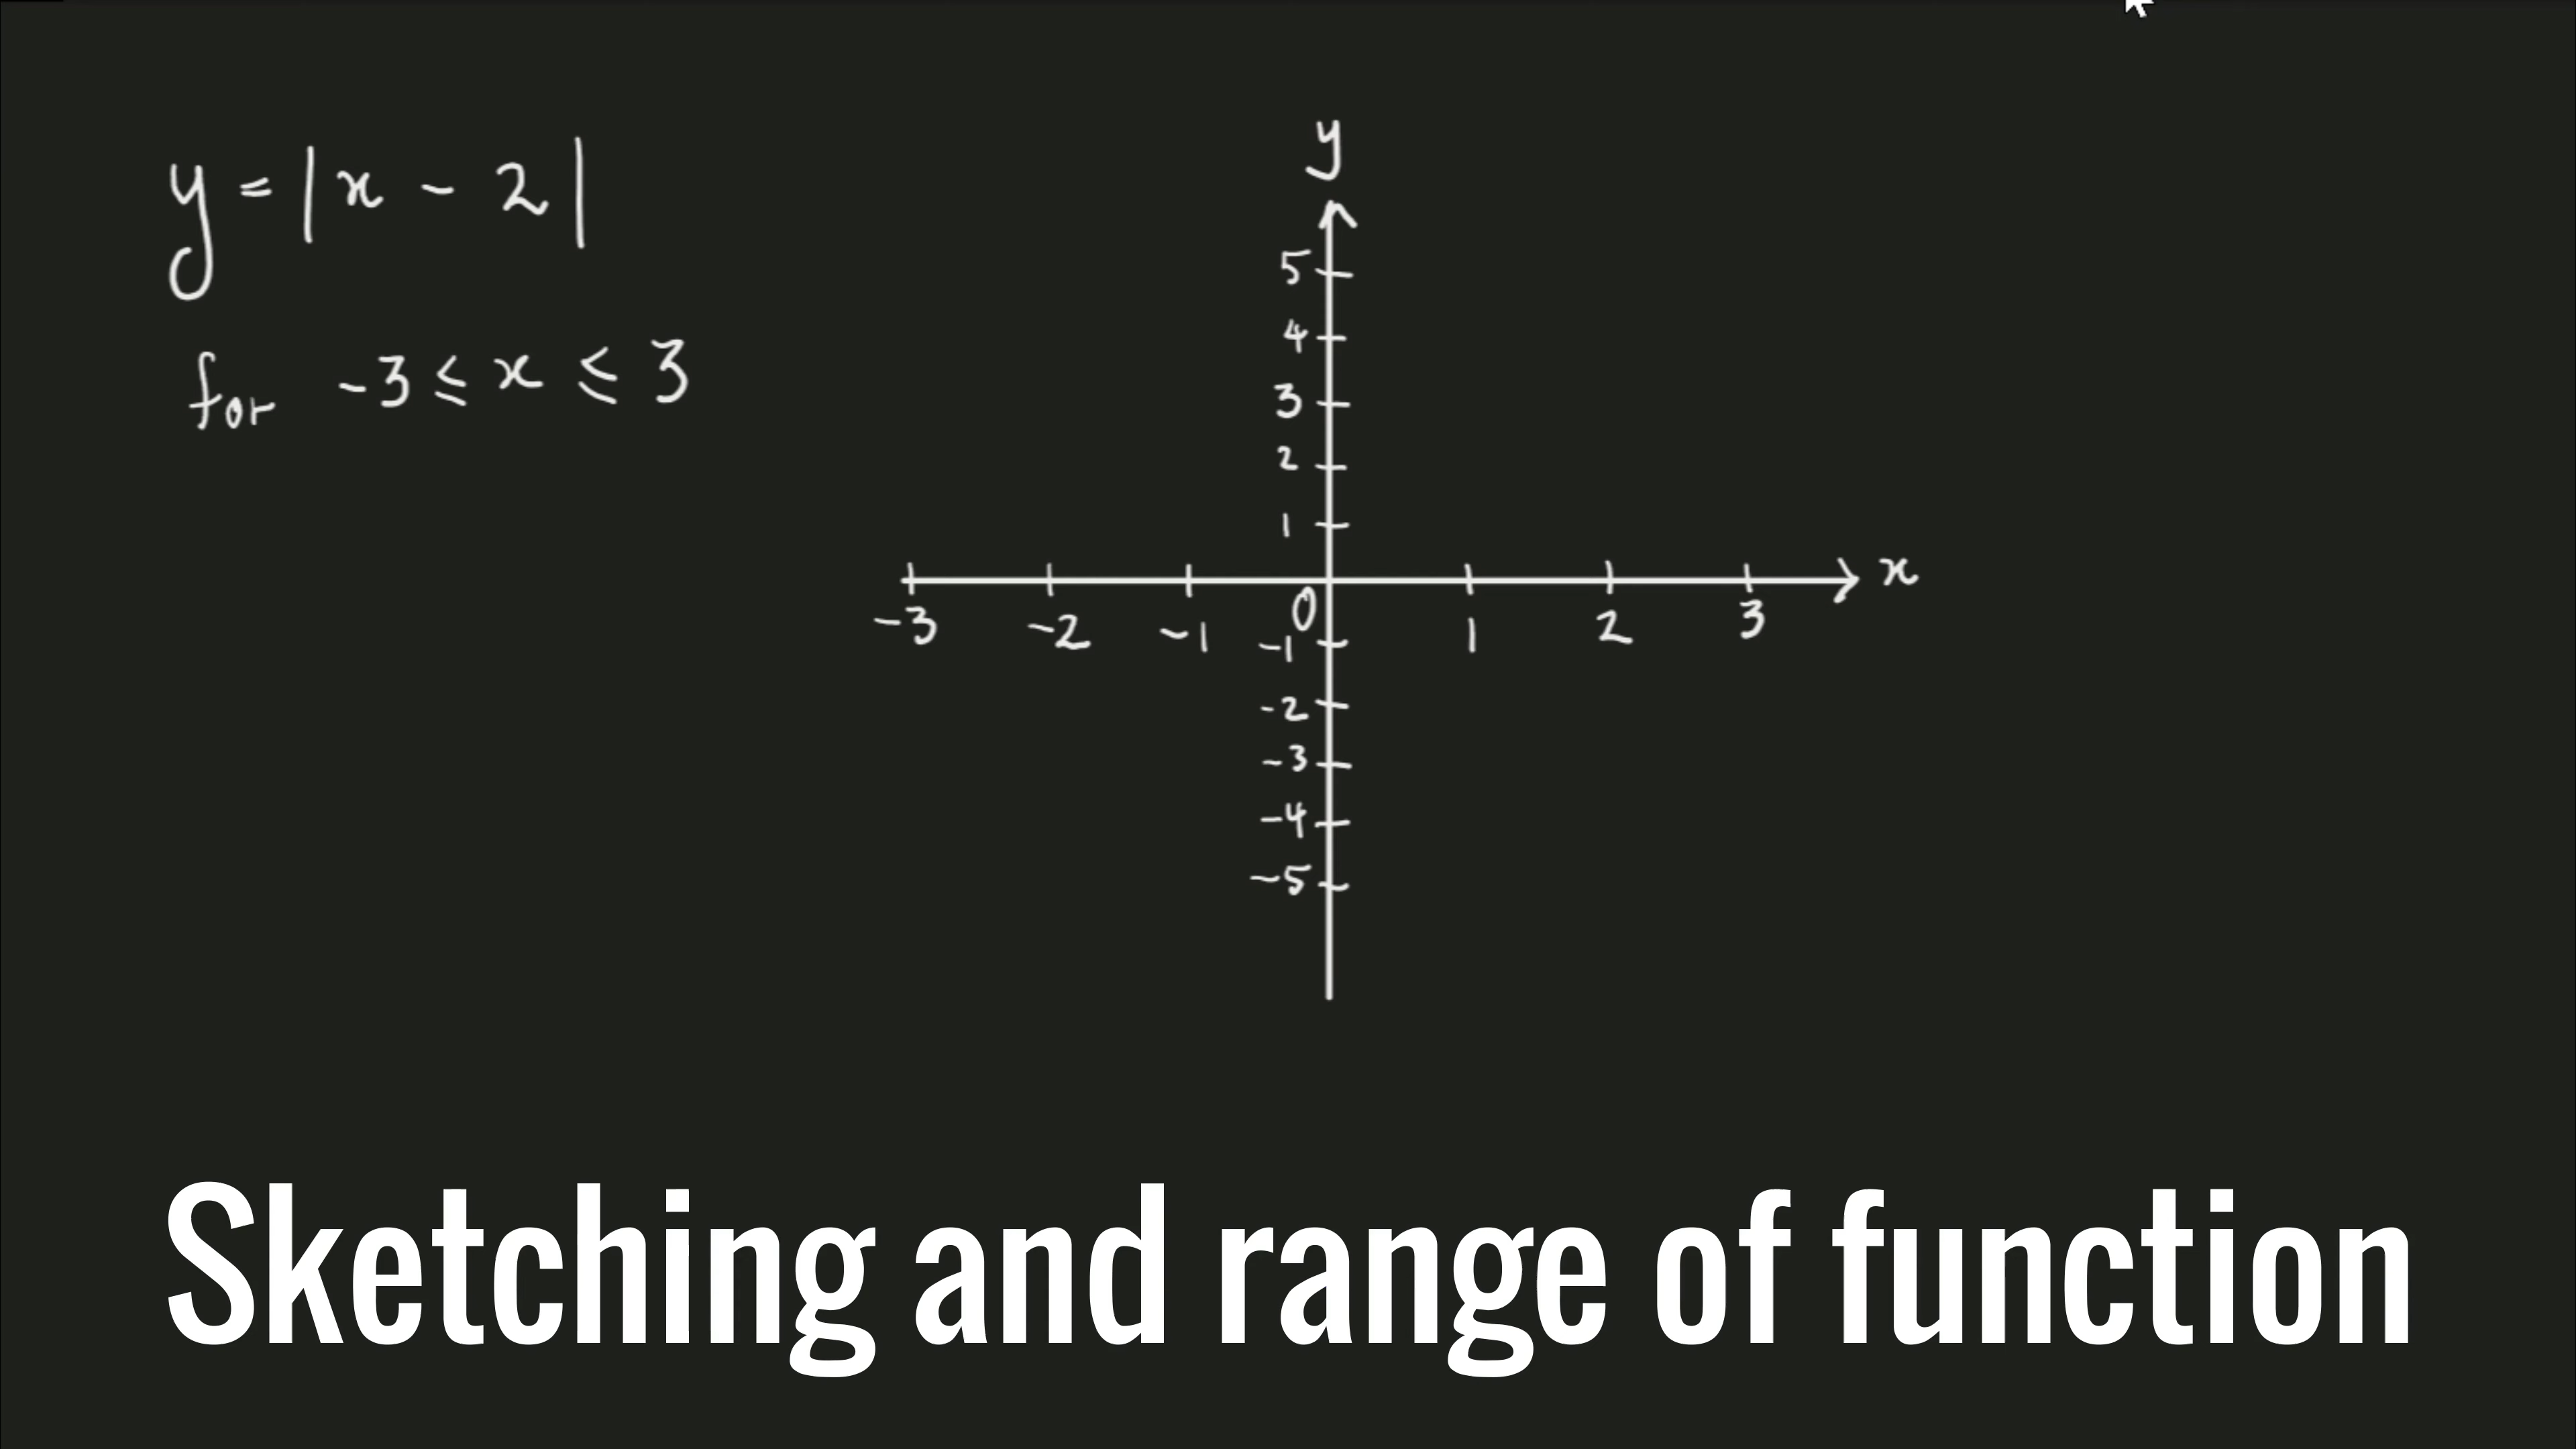 y = |x - 2|
for -3 ≤ x ≤ 3
y
5
4
3
2
1
x
-3 -2 -1 0 1 2 3
-1
-2
-3
-4
-5
Sketching and range of function